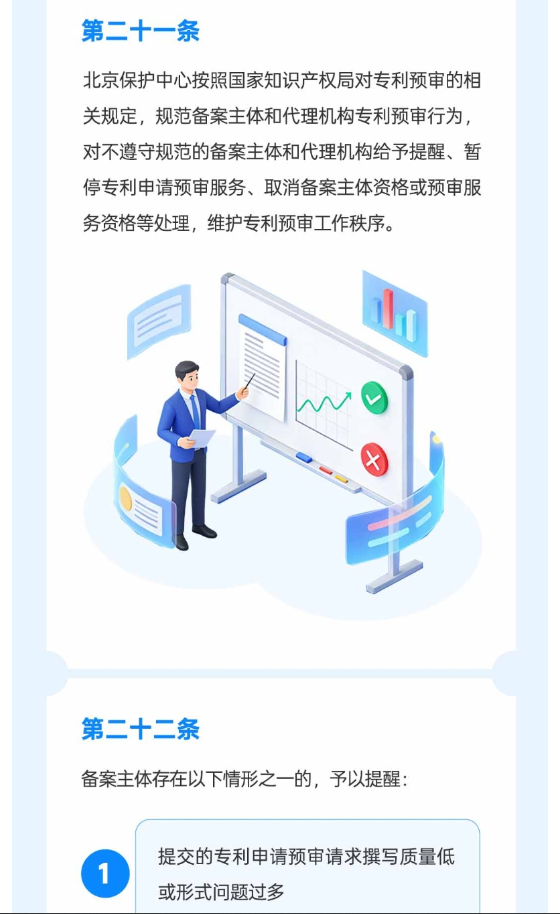 第二十一条
北京保护中心按照国家知识产权局对专利预审的相
关规定，规范备案主体和代理机构专利预审行为，
对不遵守规范的备案主体和代理机构给予提醒、暂
停专利申请预审服务、取消备案主体资格或预审服
务资格等处理，维护专利预审工作秩序。
第二十二条
备案主体存在以下情形之一的，予以提醒：
1
提交的专利申请预审请求撰写质量低
或形式问题过多